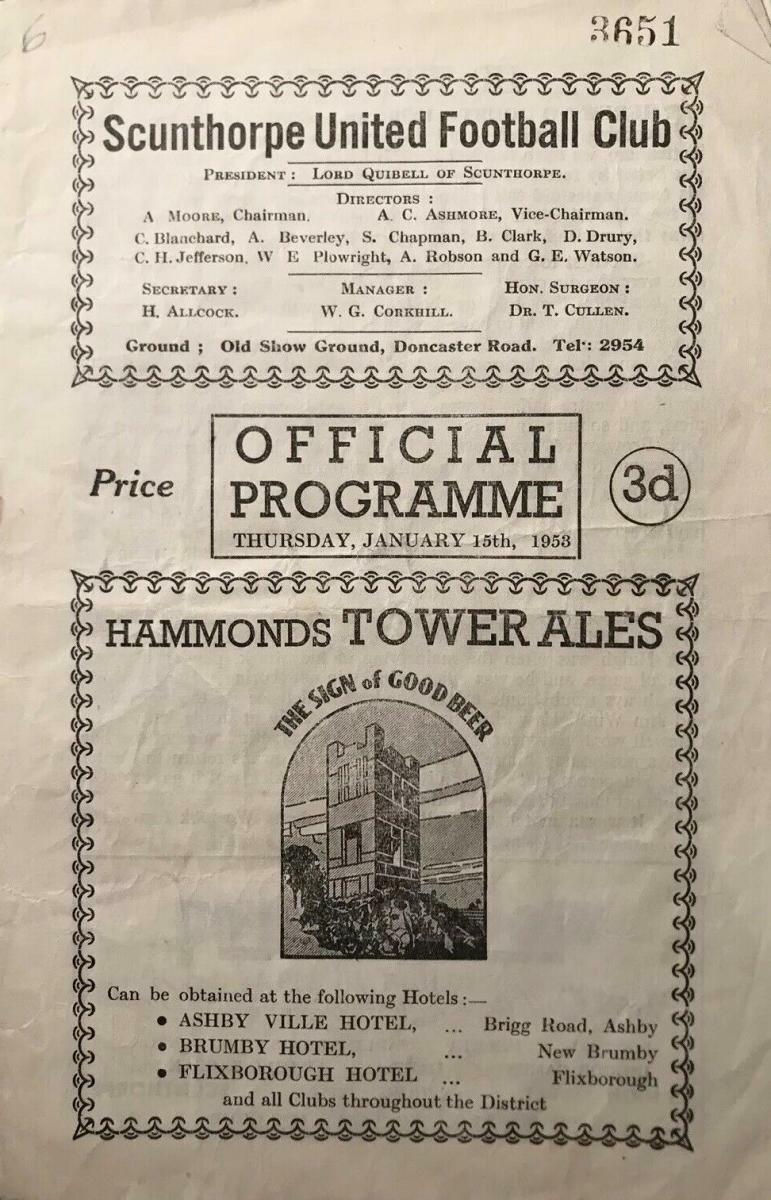 6
3651
Scunthorpe United Football Club
PRESIDENT : LORD QUIBELL OF SCUNTHORPE.
DIRECTORS :
A MOORE, Chairman. A. C. ASHMORE, Vice-Chairman.
C. Blanchard, A. Beverley, S. Chapman, B. Clark, D. Drury,
C. H. Jefferson, W E Plowright, A. Robson and G. E. Watson.
SECRETARY : MANAGER : HON. SURGEON :
H. ALLCOCK. W. G. CORKHILL. DR. T. CULLEN.
Ground ; Old Show Ground, Doncaster Road. Tel·: 2954
OFFICIAL
Price PROGRAMME 3d
THURSDAY, JANUARY 15th, 1953
HAMMONDS TOWER ALES
THE SIGN of GOOD BEER
Can be obtained at the following Hotels :—
• ASHBY VILLE HOTEL, ... Brigg Road, Ashby
• BRUMBY HOTEL, ... New Brumby
• FLIXBOROUGH HOTEL ... Flixborough
and all Clubs throughout the District